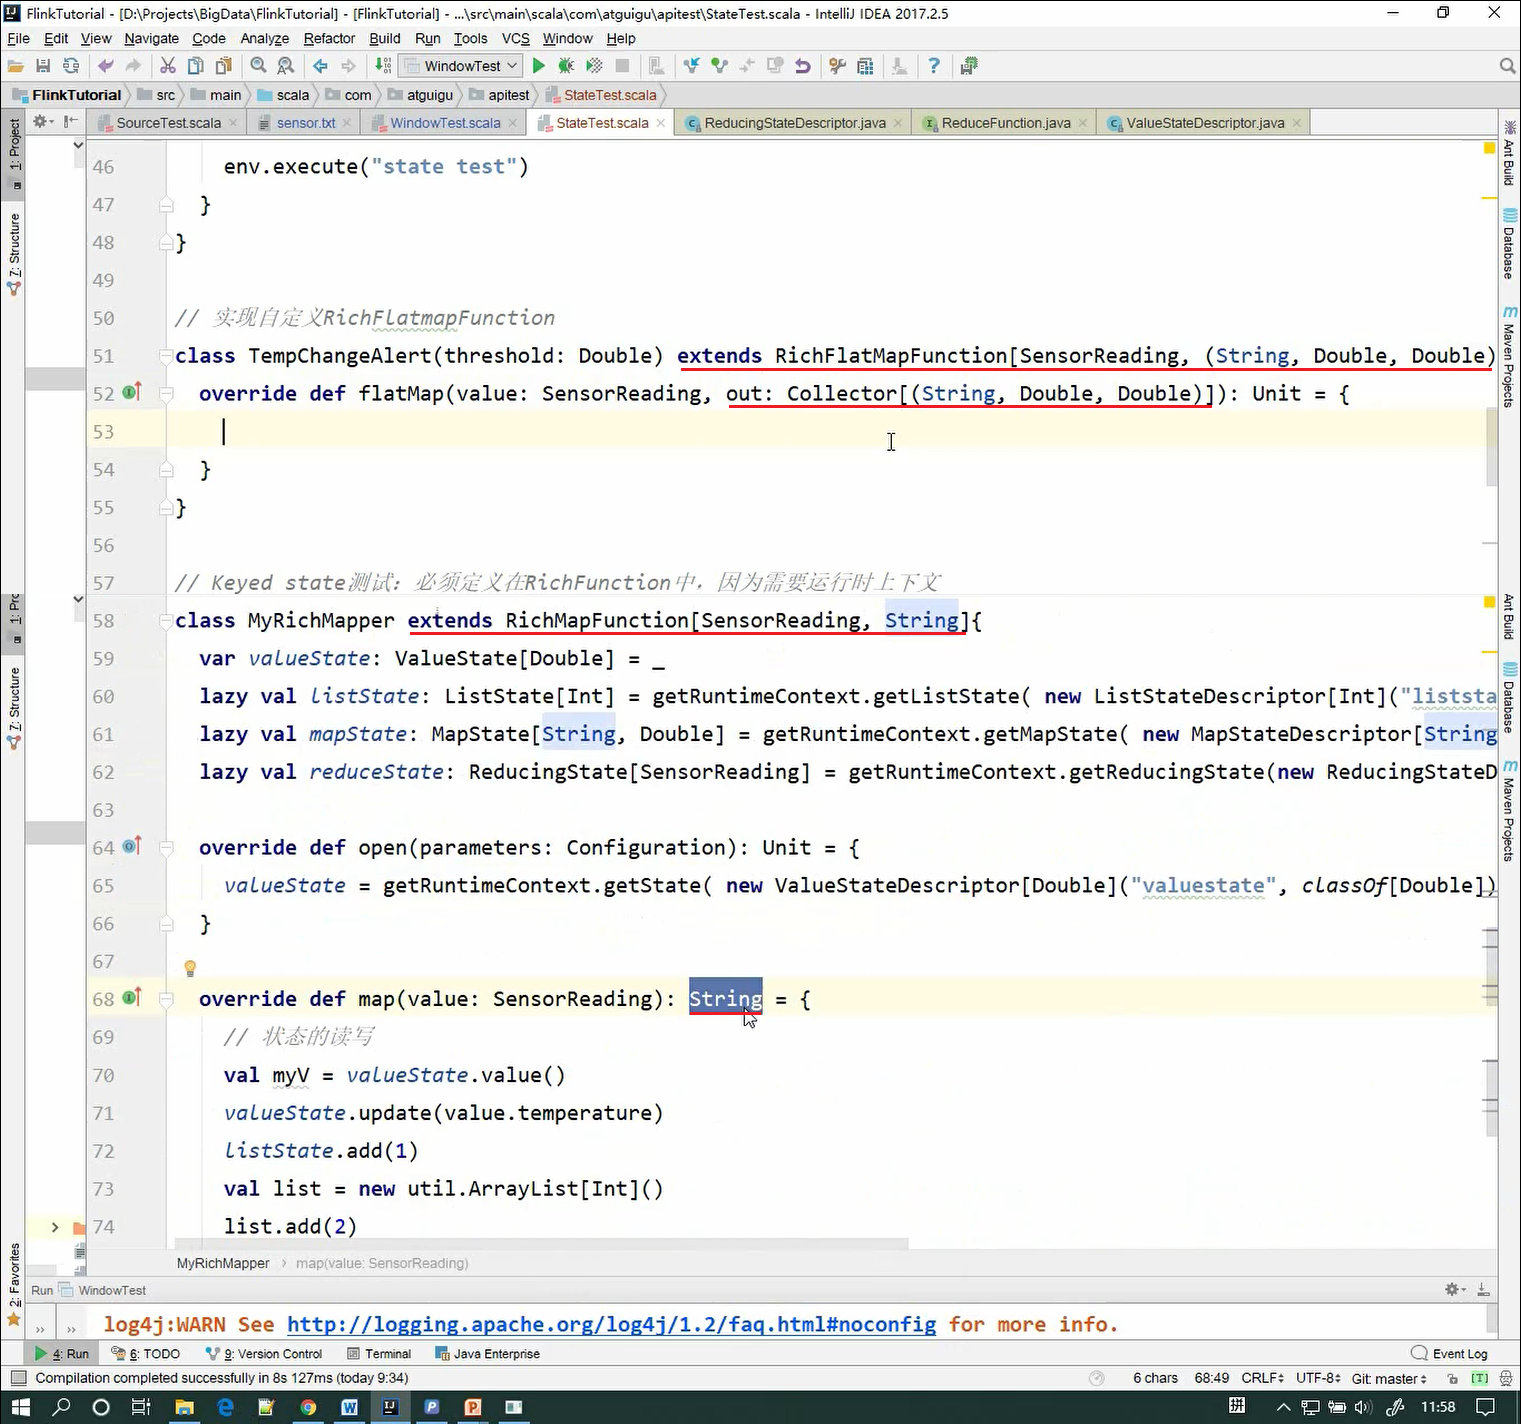 FlinkTutorial - [D:\Projects\BigData\FlinkTutorial] - [FlinkTutorial] - ...\src\main\scala\com\atguigu\apitest\StateTest.scala - IntelliJ IDEA 2017.2.5
File Edit View Navigate Code Analyze Refactor Build Run Tools VCS Window Help
WindowTest
FlinkTutorial src main scala com atguigu apitest StateTest.scala
SourceTest.scala sensor.txt WindowTest.scala StateTest.scala ReducingStateDescriptor.java ReduceFunction.java ValueStateDescriptor.java
1: Project
7: Structure
Ant Build
Database
Maven Projects
46 env.execute("state test")
47 }
48 }
49
50 // 实现自定义RichFlatmapFunction
51 class TempChangeAlert(threshold: Double) extends RichFlatMapFunction[SensorReading, (String, Double, Double)
52 override def flatMap(value: SensorReading, out: Collector[(String, Double, Double)]): Unit = {
53
54 }
55 }
56
57 // Keyed state测试：必须定义在RichFunction中，因为需要运行时上下文
58 class MyRichMapper extends RichMapFunction[SensorReading, String]{
59 var valueState: ValueState[Double] = _
60 lazy val listState: ListState[Int] = getRuntimeContext.getListState( new ListStateDescriptor[Int]("liststa
61 lazy val mapState: MapState[String, Double] = getRuntimeContext.getMapState( new MapStateDescriptor[String
62 lazy val reduceState: ReducingState[SensorReading] = getRuntimeContext.getReducingState(new ReducingStateD
63
64 override def open(parameters: Configuration): Unit = {
65 valueState = getRuntimeContext.getState( new ValueStateDescriptor[Double]("valuestate", classOf[Double])
66 }
67
68 override def map(value: SensorReading): String = {
69 // 状态的读写
70 val myV = valueState.value()
71 valueState.update(value.temperature)
72 listState.add(1)
73 val list = new util.ArrayList[Int]()
74 list.add(2)
7: Structure
Ant Build
Database
Maven Projects
2: Favorites
MyRichMapper › map(value: SensorReading)
Run WindowTest
log4j:WARN See http://logging.apache.org/log4j/1.2/faq.html#noconfig for more info.
4: Run 6: TODO 9: Version Control Terminal Java Enterprise Event Log
Compilation completed successfully in 8s 127ms (today 9:34) 6 chars 68:49 CRLF UTF-8 Git: master [T]
拼 11:58